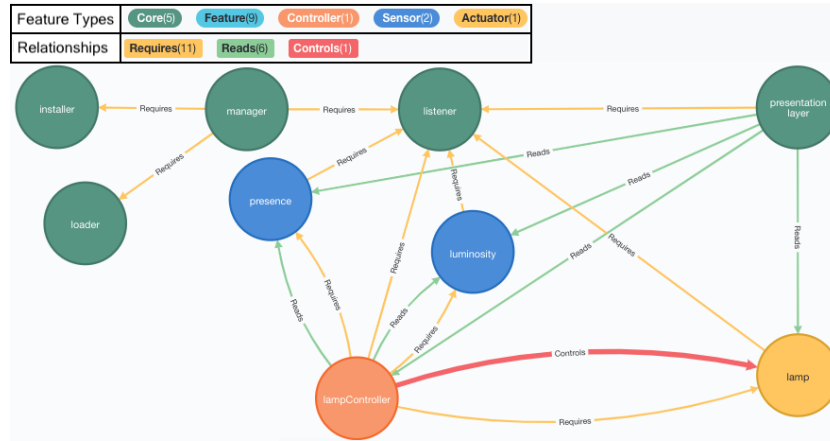 Feature Types Core(5) Feature(9) Controller(1) Sensor(2) Actuator(1)
Relationships Requires(11) Reads(6) Controls(1)
installer
Requires
manager
Requires
listener
Requires
presentation
layer
Requires
Requires
Reads
loader
presence
Requires
Reads
luminosity
Requires
Requires
Reads
Reads
Reads
Requires
Reads
Requires
Controls
lampController
lamp
Requires